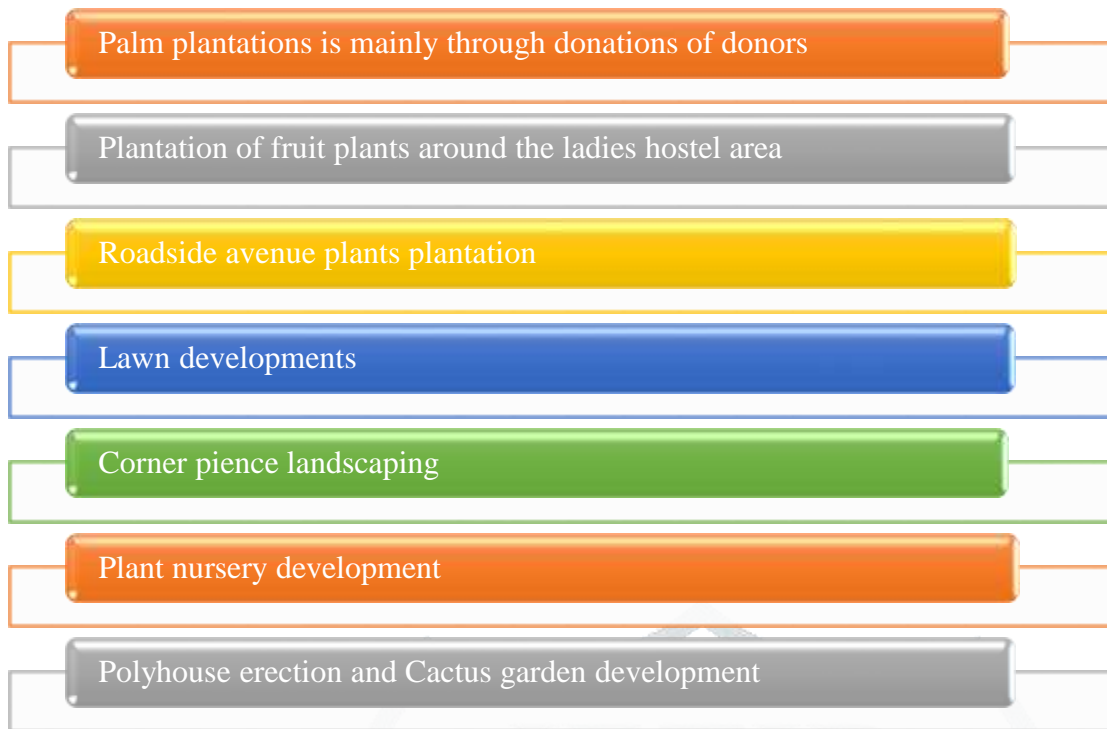 Palm plantations is mainly through donations of donors
Plantation of fruit plants around the ladies hostel area
Roadside avenue plants plantation
Lawn developments
Corner pience landscaping
Plant nursery development
Polyhouse erection and Cactus garden development